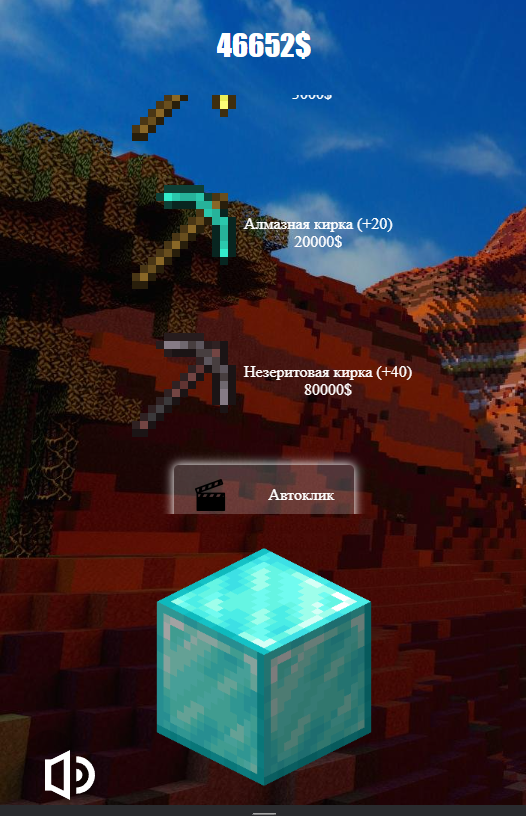 46652$
Алмазная кирка (+20)
20000$
Незеритовая кирка (+40)
80000$
Автоклик